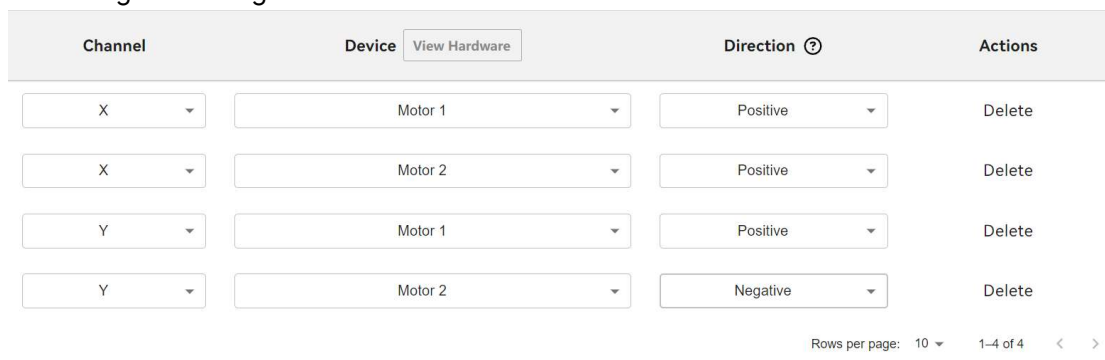 Channel Device View Hardware Direction ? Actions
X Motor 1 Positive Delete
X Motor 2 Positive Delete
Y Motor 1 Positive Delete
Y Motor 2 Negative Delete
Rows per page: 10 1–4 of 4 < >